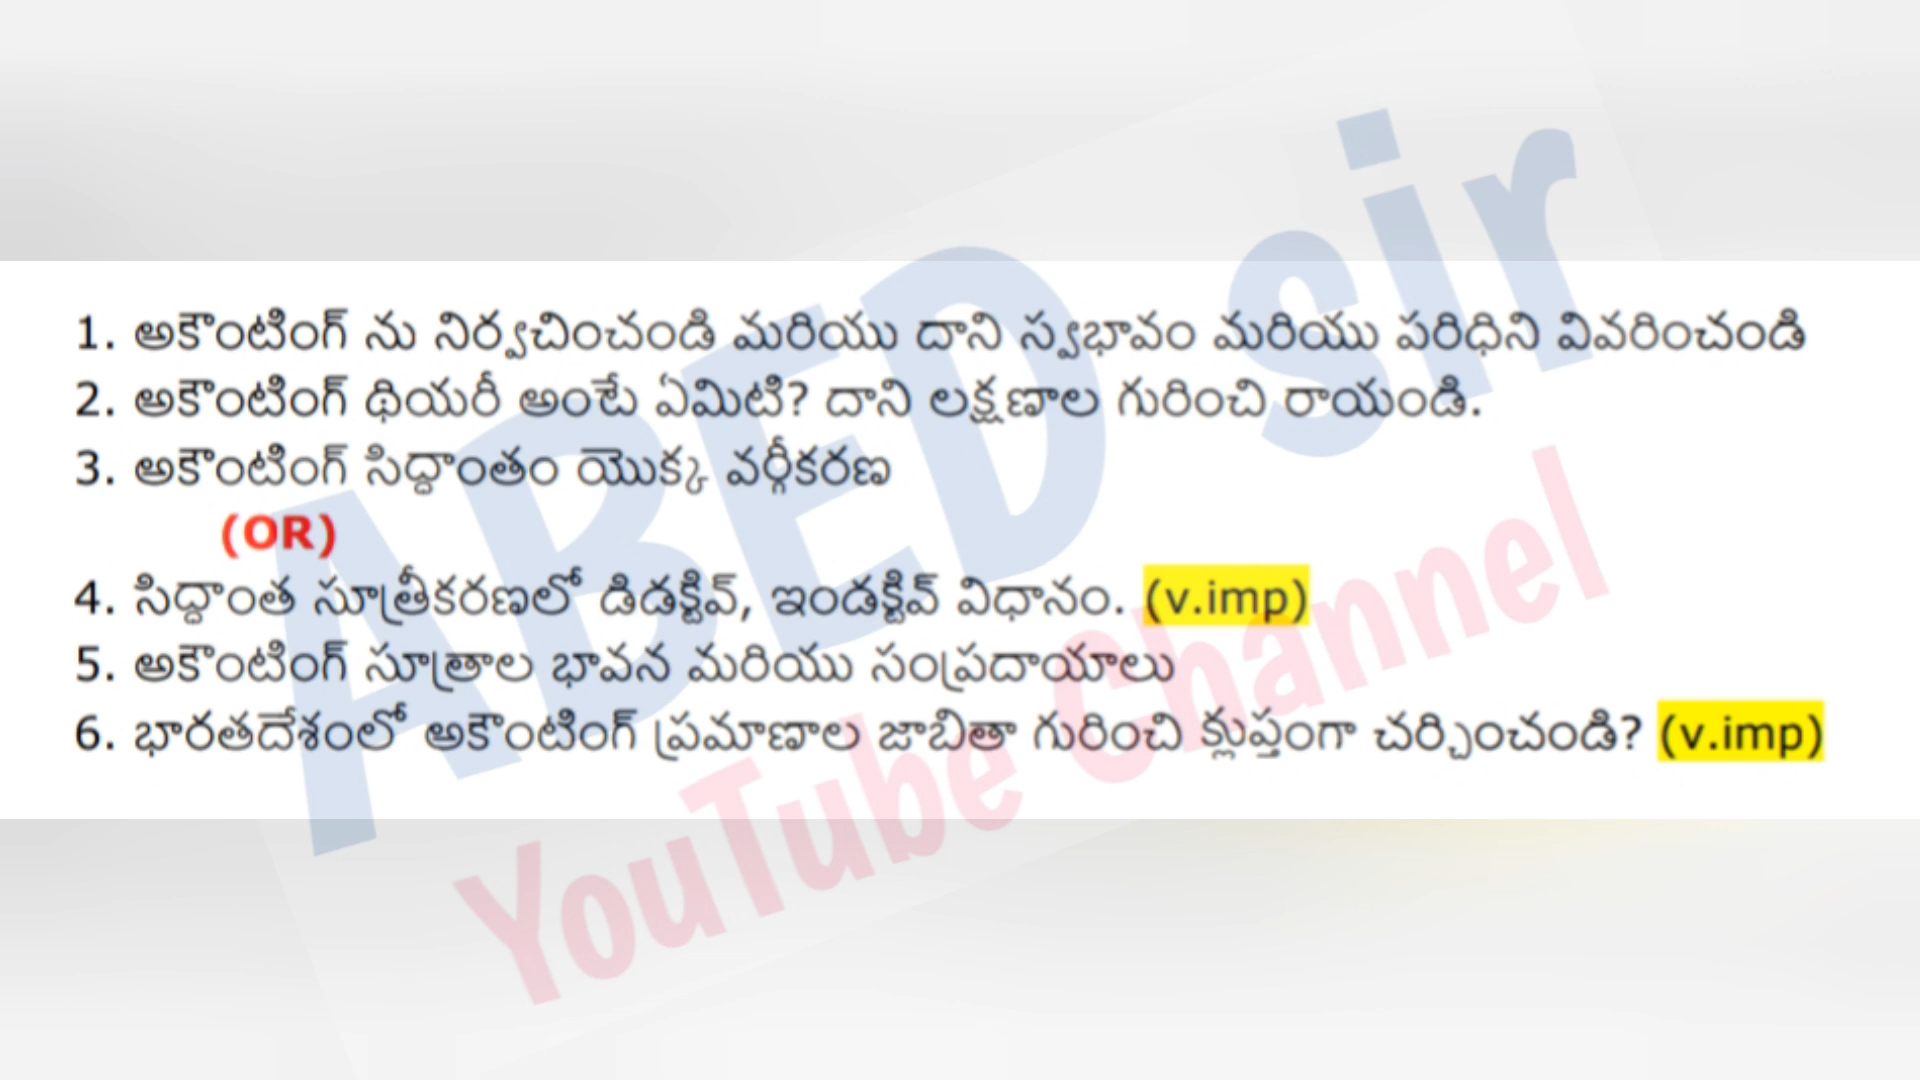 1. అకౌంటింగ్ ను నిర్వచించండి మరియు దాని స్వభావం మరియు పరిధిని వివరించండి
2. అకౌంటింగ్ థియరీ అంటే ఏమిటి? దాని లక్షణాల గురించి రాయండి.
3. అకౌంటింగ్ సిద్ధాంతం యొక్క వర్గీకరణ
(OR)
4. సిద్ధాంత సూత్రీకరణలో డిడక్టివ్, ఇండక్టివ్ విధానం. (v.imp)
5. అకౌంటింగ్ సూత్రాల భావన మరియు సంప్రదాయాలు
6. భారతదేశంలో అకౌంటింగ్ ప్రమాణాల జాబితా గురించి క్లుప్తంగా చర్చించండి? (v.imp)
ABED sir
YouTube Channel